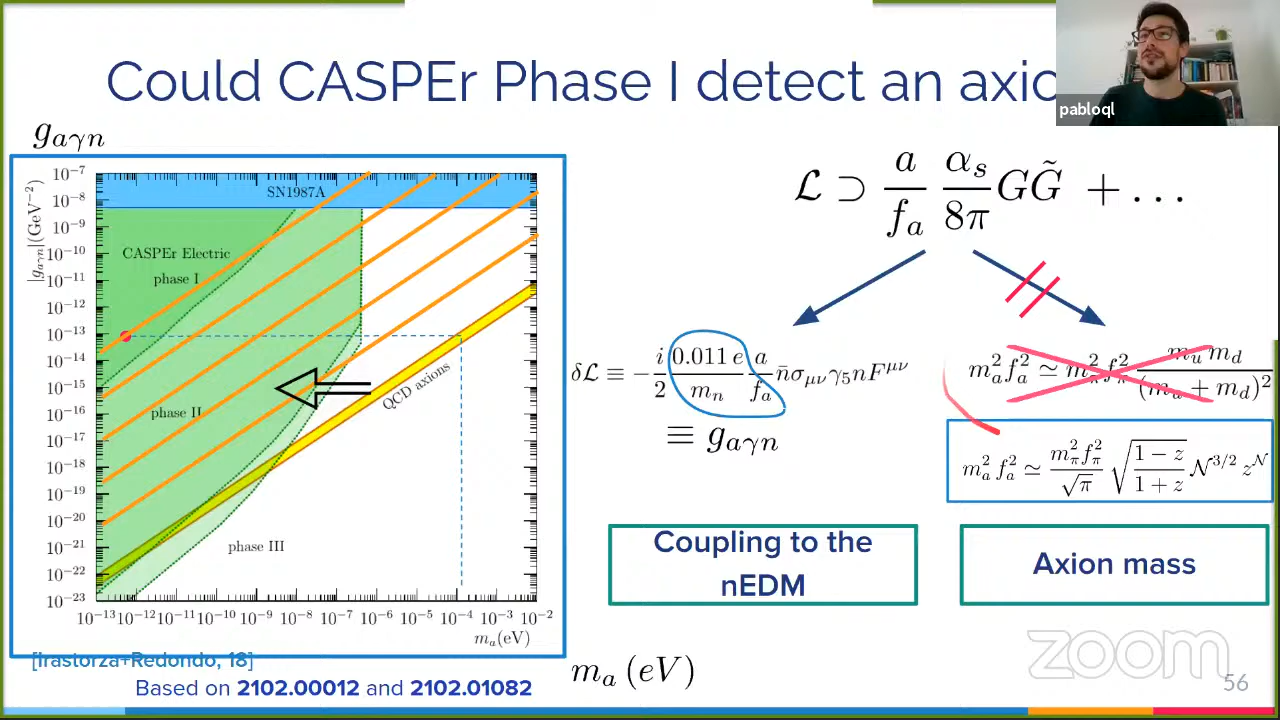 Could CASPEr Phase I detect an axio
pabloql
g_{aγn}
|g_{aγn}|(GeV^{-2})
10^{-7}
10^{-8}
10^{-9}
10^{-10}
10^{-11}
10^{-12}
10^{-13}
10^{-14}
10^{-15}
10^{-16}
10^{-17}
10^{-18}
10^{-19}
10^{-20}
10^{-21}
10^{-22}
10^{-23}
SN1987A
CASPEr Electric
phase I
phase II
QCD axions
phase III
10^{-13} 10^{-12} 10^{-11} 10^{-10} 10^{-9} 10^{-8} 10^{-7} 10^{-6} 10^{-5} 10^{-4} 10^{-3} 10^{-2}
m_a(eV)
[Irastorza+Redondo, 18]
Based on 2102.00012 and 2102.01082
m_a (eV)
ℒ ⊃ a/f_a α_s/8π GG̃ + …
δℒ ≡ −i/2 0.011 e/m_n a/f_a n̄σ_{μν}γ_5nF^{μν}
≡ g_{aγn}
m_a^2 f_a^2 ≃ m_π^2 f_π^2 m_u m_d/(m_u + m_d)^2
m_a^2 f_a^2 ≃ m_π^2 f_π^2/√π √(1−z/1+z) 𝒩^{3/2} z^𝒩
Coupling to the
nEDM
Axion mass
zoom
56